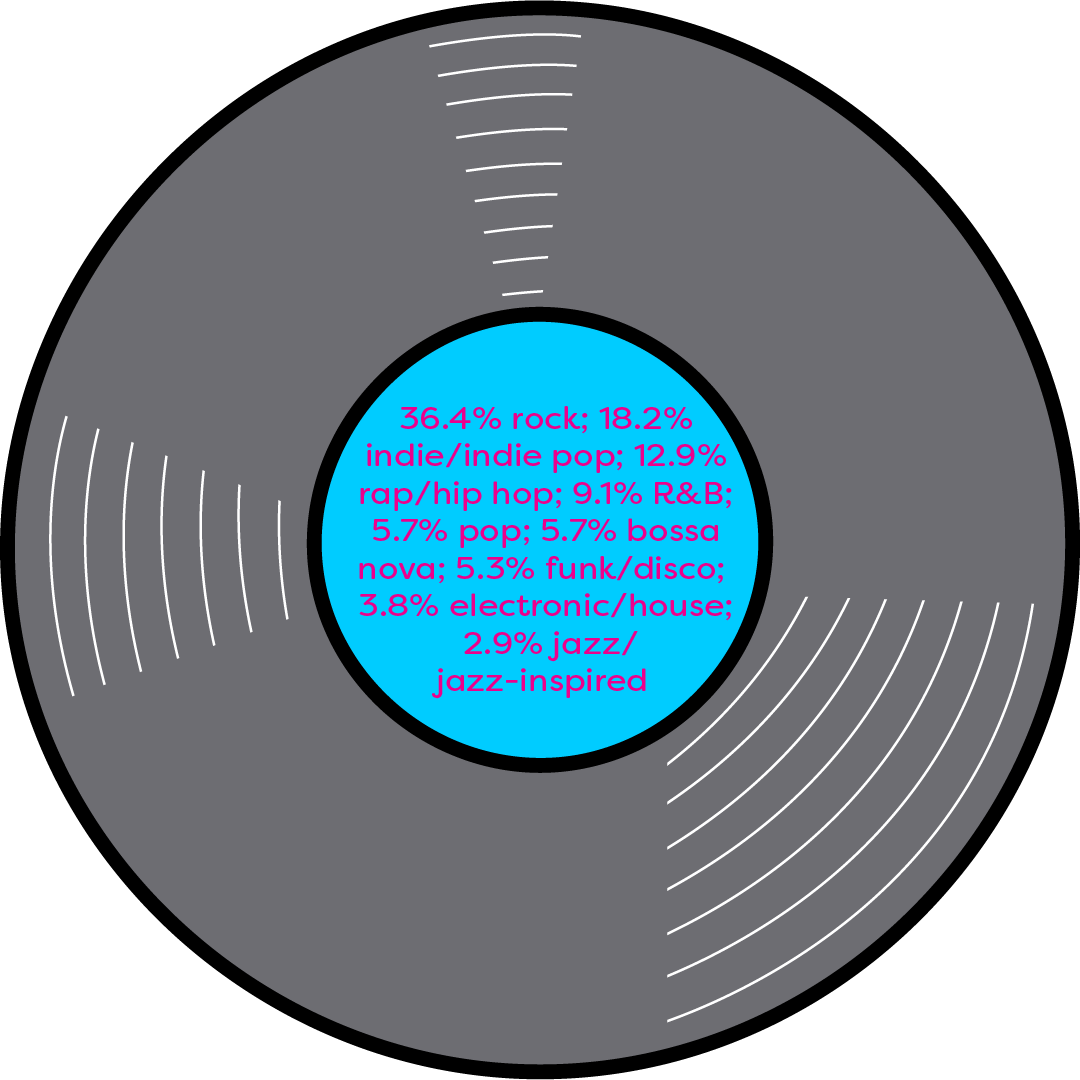 36.4% rock; 18.2%
indie/indie pop; 12.9%
rap/hip hop; 9.1% R&B;
5.7% pop; 5.7% bossa
nova; 5.3% funk/disco;
3.8% electronic/house;
2.9% jazz/
jazz-inspired